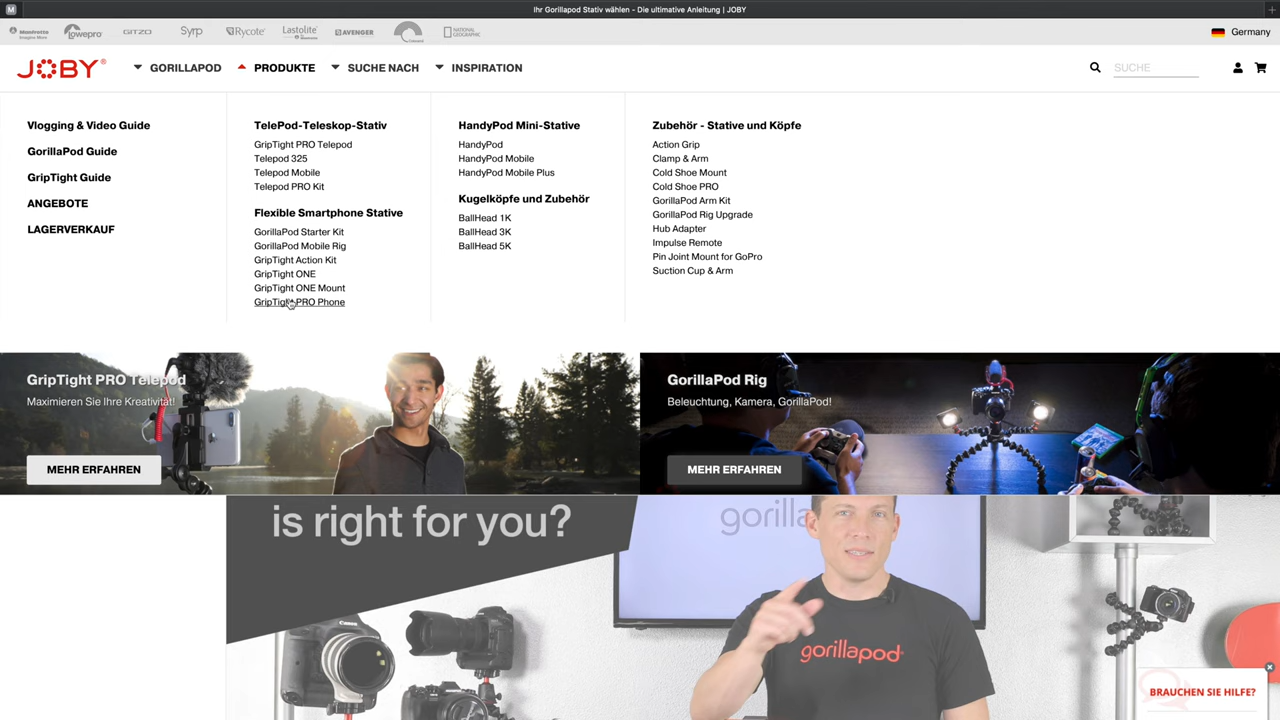 M
Ihr Gorillapod Stativ wählen - Die ultimative Anleitung | JOBY
Manfrotto
Imagine More
Lowepro
GITZO
Syrp
Rycote
Lastolite
AVENGER
NATIONAL GEOGRAPHIC
Germany
JOBY®
GORILLAPOD
PRODUKTE
SUCHE NACH
INSPIRATION
SUCHE
Vlogging & Video Guide
GorillaPod Guide
GripTight Guide
ANGEBOTE
LAGERVERKAUF
TelePod-Teleskop-Stativ
GripTight PRO Telepod
Telepod 325
Telepod Mobile
Telepod PRO Kit
Flexible Smartphone Stative
GorillaPod Starter Kit
GorillaPod Mobile Rig
GripTight Action Kit
GripTight ONE
GripTight ONE Mount
GripTight PRO Phone
HandyPod Mini-Stative
HandyPod
HandyPod Mobile
HandyPod Mobile Plus
Kugelköpfe und Zubehör
BallHead 1K
BallHead 3K
BallHead 5K
Zubehör - Stative und Köpfe
Action Grip
Clamp & Arm
Cold Shoe Mount
Cold Shoe PRO
GorillaPod Arm Kit
GorillaPod Rig Upgrade
Hub Adapter
Impulse Remote
Pin Joint Mount for GoPro
Suction Cup & Arm
GripTight PRO Telepod
Maximieren Sie Ihre Kreativität!
MEHR ERFAHREN
GorillaPod Rig
Beleuchtung, Kamera, GorillaPod!
MEHR ERFAHREN
is right for you?
gorilla
Canon
gorillapod
BRAUCHEN SIE HILFE?